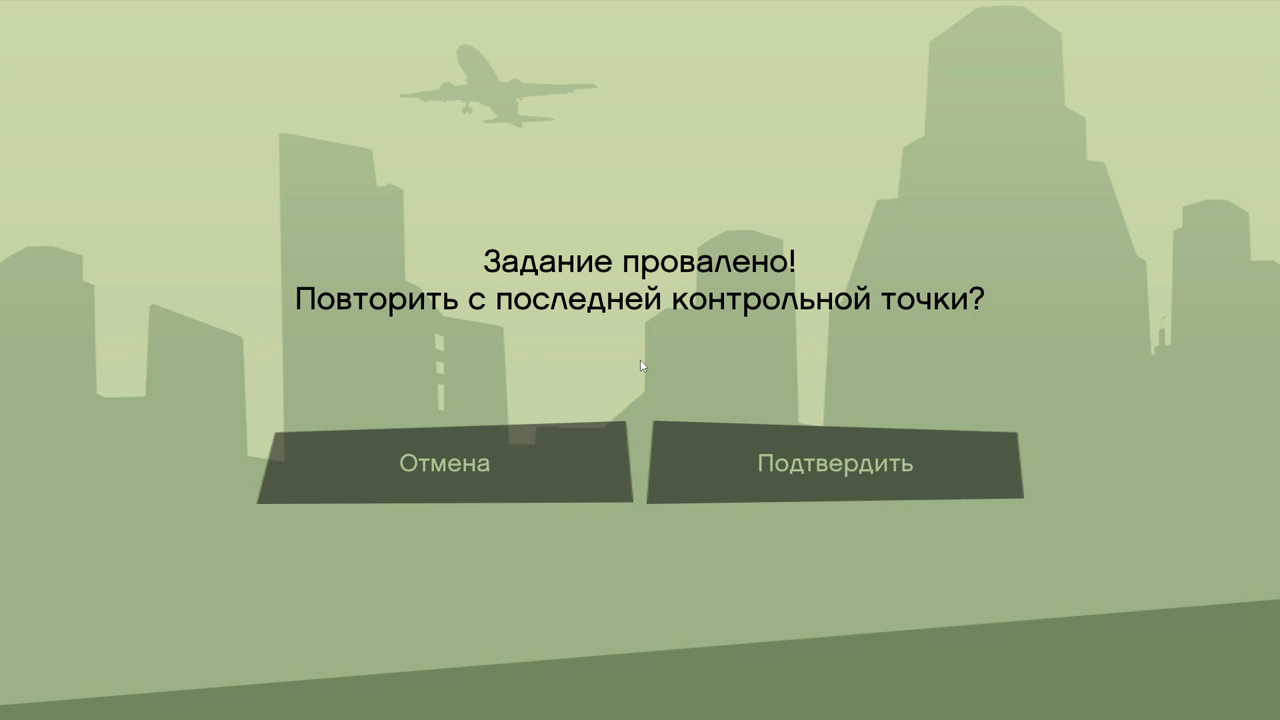 Задание провалено!
Повторить с последней контрольной точки?
Отмена
Подтвердить